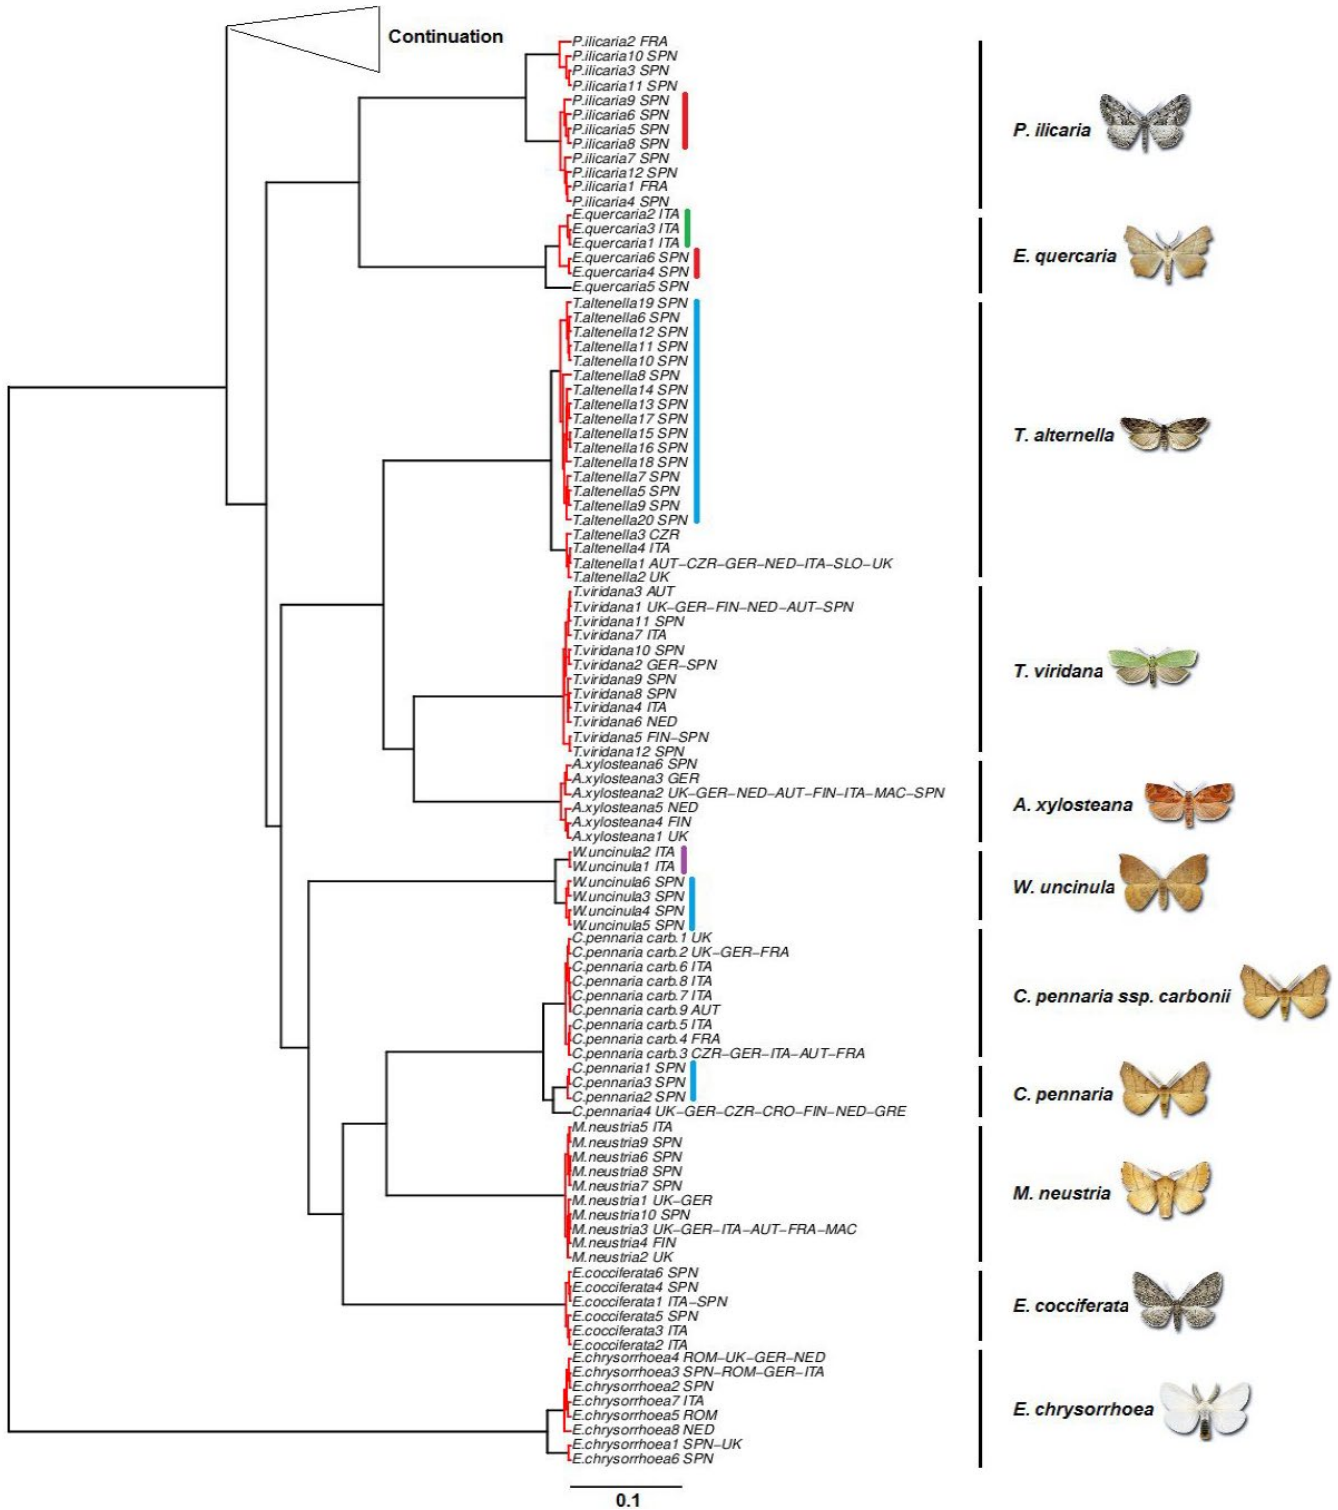 Continuation
P.ilicaria2 FRA
P.ilicaria10 SPN
P.ilicaria3 SPN
P.ilicaria11 SPN
P.ilicaria9 SPN
P.ilicaria6 SPN
P.ilicaria5 SPN
P.ilicaria8 SPN
P.ilicaria7 SPN
P.ilicaria12 SPN
P.ilicaria1 FRA
P.ilicaria4 SPN
P. ilicaria
E.quercaria2 ITA
E.quercaria3 ITA
E.quercaria1 ITA
E.quercaria6 SPN
E.quercaria4 SPN
E.quercaria5 SPN
E. quercaria
T.altenella19 SPN
T.altenella6 SPN
T.altenella12 SPN
T.altenella11 SPN
T.altenella10 SPN
T.altenella8 SPN
T.altenella14 SPN
T.altenella13 SPN
T.altenella17 SPN
T.altenella15 SPN
T.altenella16 SPN
T.altenella18 SPN
T.altenella7 SPN
T.altenella5 SPN
T.altenella9 SPN
T.altenella20 SPN
T.altenella3 CZR
T.altenella4 ITA
T.altenella1 AUT–CZR–GER–NED–ITA–SLO–UK
T.altenella2 UK
T. alternella
T.viridana3 AUT
T.viridana1 UK–GER–FIN–NED–AUT–SPN
T.viridana11 SPN
T.viridana7 ITA
T.viridana10 SPN
T.viridana2 GER–SPN
T.viridana9 SPN
T.viridana8 SPN
T.viridana4 ITA
T.viridana6 NED
T.viridana5 FIN–SPN
T.viridana12 SPN
T. viridana
A.xylosteana6 SPN
A.xylosteana3 GER
A.xylosteana2 UK–GER–NED–AUT–FIN–ITA–MAC–SPN
A.xylosteana5 NED
A.xylosteana4 FIN
A.xylosteana1 UK
A. xylosteana
W.uncinula2 ITA
W.uncinula1 ITA
W.uncinula6 SPN
W.uncinula3 SPN
W.uncinula4 SPN
W.uncinula5 SPN
W. uncinula
C.pennaria carb.1 UK
C.pennaria carb.2 UK–GER–FRA
C.pennaria carb.6 ITA
C.pennaria carb.8 ITA
C.pennaria carb.7 ITA
C.pennaria carb.9 AUT
C.pennaria carb.5 ITA
C.pennaria carb.4 FRA
C.pennaria carb.3 CZR–GER–ITA–AUT–FRA
C. pennaria ssp. carbonii
C.pennaria1 SPN
C.pennaria3 SPN
C.pennaria2 SPN
C.pennaria4 UK–GER–CZR–CRO–FIN–NED–GRE
C. pennaria
M.neustria5 ITA
M.neustria9 SPN
M.neustria6 SPN
M.neustria8 SPN
M.neustria7 SPN
M.neustria1 UK–GER
M.neustria10 SPN
M.neustria3 UK–GER–ITA–AUT–FRA–MAC
M.neustria4 FIN
M.neustria2 UK
M. neustria
E.cocciferata6 SPN
E.cocciferata4 SPN
E.cocciferata1 ITA–SPN
E.cocciferata5 SPN
E.cocciferata3 ITA
E.cocciferata2 ITA
E. cocciferata
E.chrysorrhoea4 ROM–UK–GER–NED
E.chrysorrhoea3 SPN–ROM–GER–ITA
E.chrysorrhoea2 SPN
E.chrysorrhoea7 ITA
E.chrysorrhoea5 ROM
E.chrysorrhoea8 NED
E.chrysorrhoea1 SPN–UK
E.chrysorrhoea6 SPN
E. chrysorrhoea
0.1